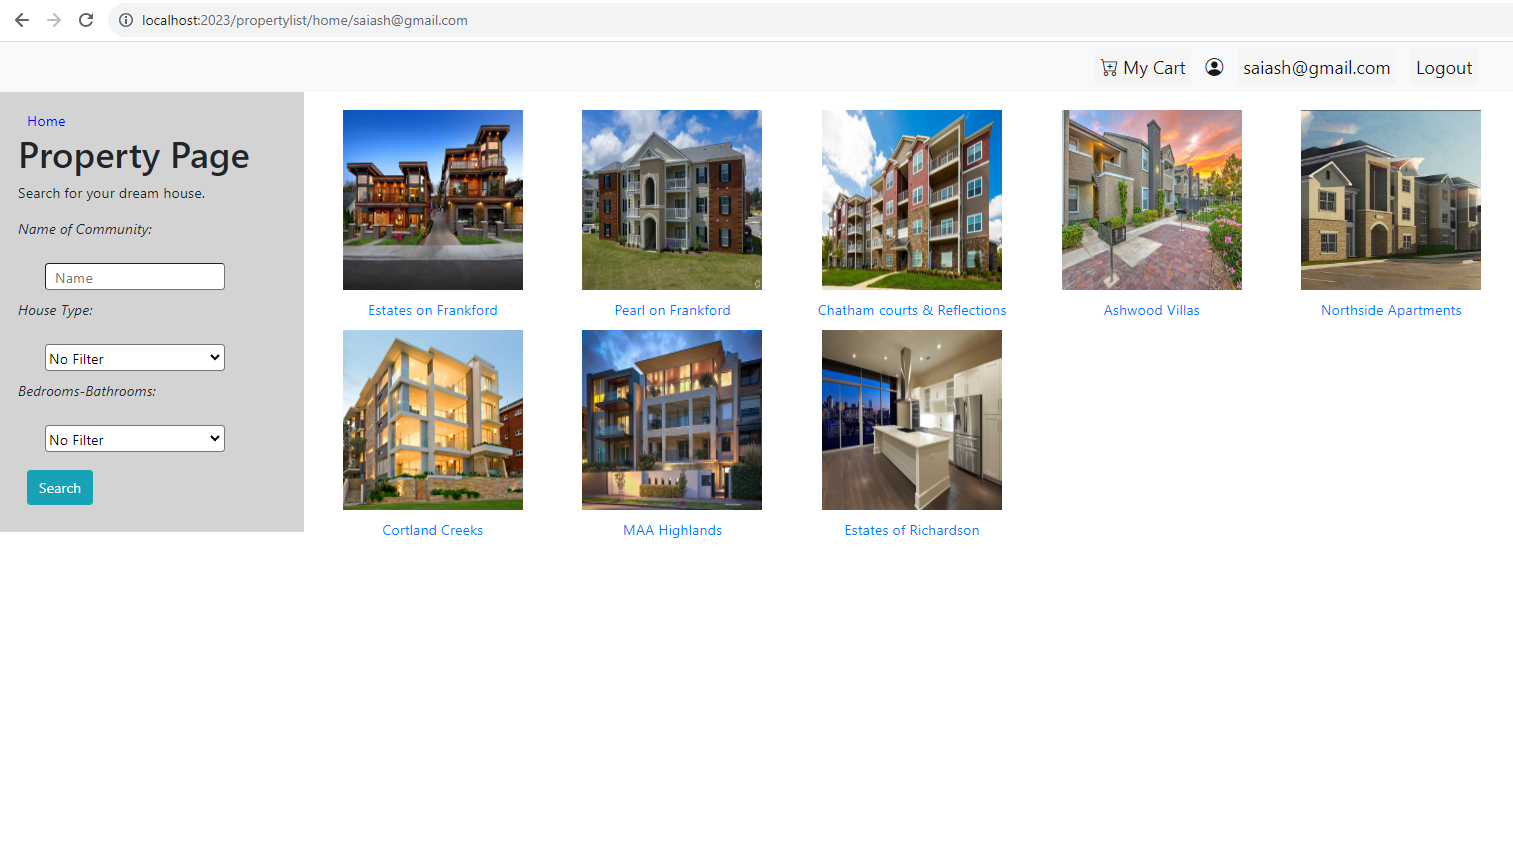 localhost:2023/propertylist/home/saiash@gmail.com
My Cart saiash@gmail.com Logout
Home
Property Page
Search for your dream house.
Name of Community:
Name
House Type:
No Filter
Bedrooms-Bathrooms:
No Filter
Search
Estates on Frankford
Pearl on Frankford
Chatham courts & Reflections
Ashwood Villas
Northside Apartments
Cortland Creeks
MAA Highlands
Estates of Richardson